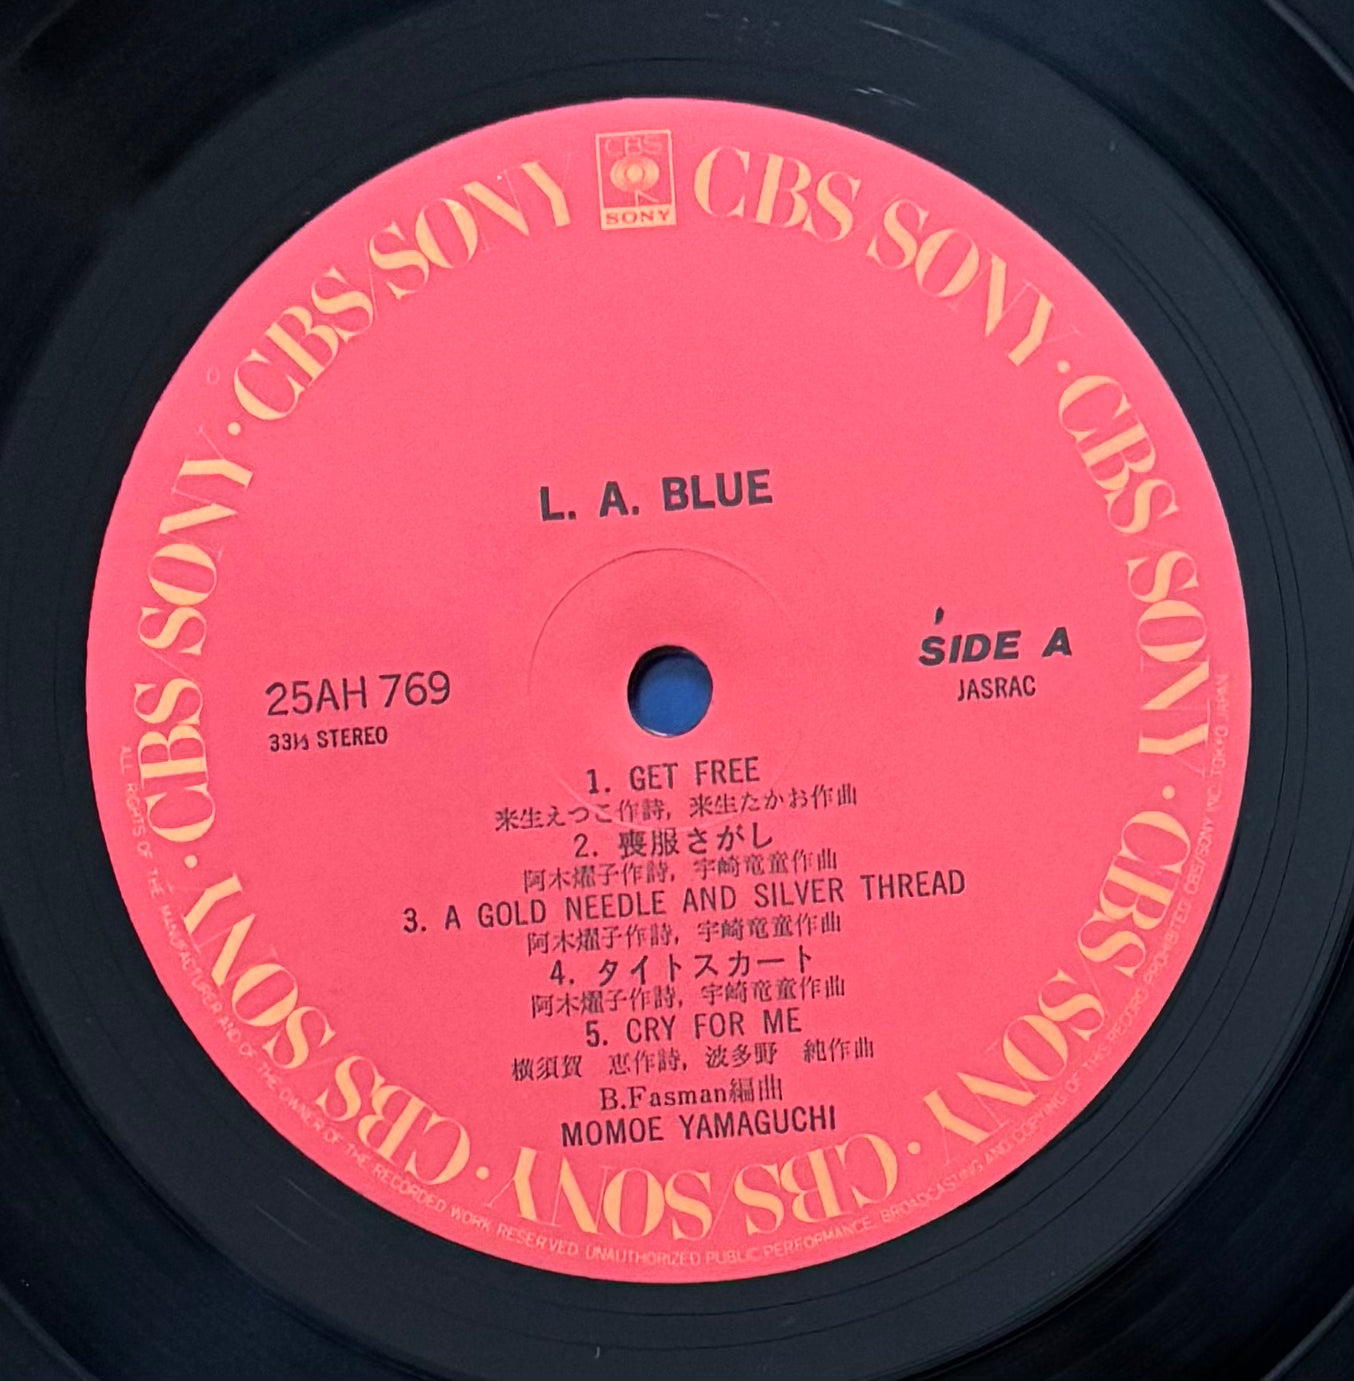 CBS
SONY
CBS/SONY · CBS/SONY · CBS/SONY · CBS/SONY · CBS/SONY · CBS/SONY · CBS/SONY
L. A. BLUE
25AH 769
33⅓ STEREO
SIDE A
JASRAC
1. GET FREE
来生えつこ作詩, 来生たかお作曲
2. 喪服さがし
阿木燿子作詩, 宇崎竜童作曲
3. A GOLD NEEDLE AND SILVER THREAD
阿木燿子作詩, 宇崎竜童作曲
4. タイトスカート
阿木燿子作詩, 宇崎竜童作曲
5. CRY FOR ME
横須賀 恵作詩, 波多野 純作曲
B.Fasman編曲
MOMOE YAMAGUCHI
ALL RIGHTS OF THE MANUFACTURER AND OF THE OWNER OF THE RECORDED WORK RESERVED. UNAUTHORIZED PUBLIC PERFORMANCE, BROADCASTING AND COPYING OF THIS RECORD PROHIBITED CBS/SONY INC. TOKYO JAPAN